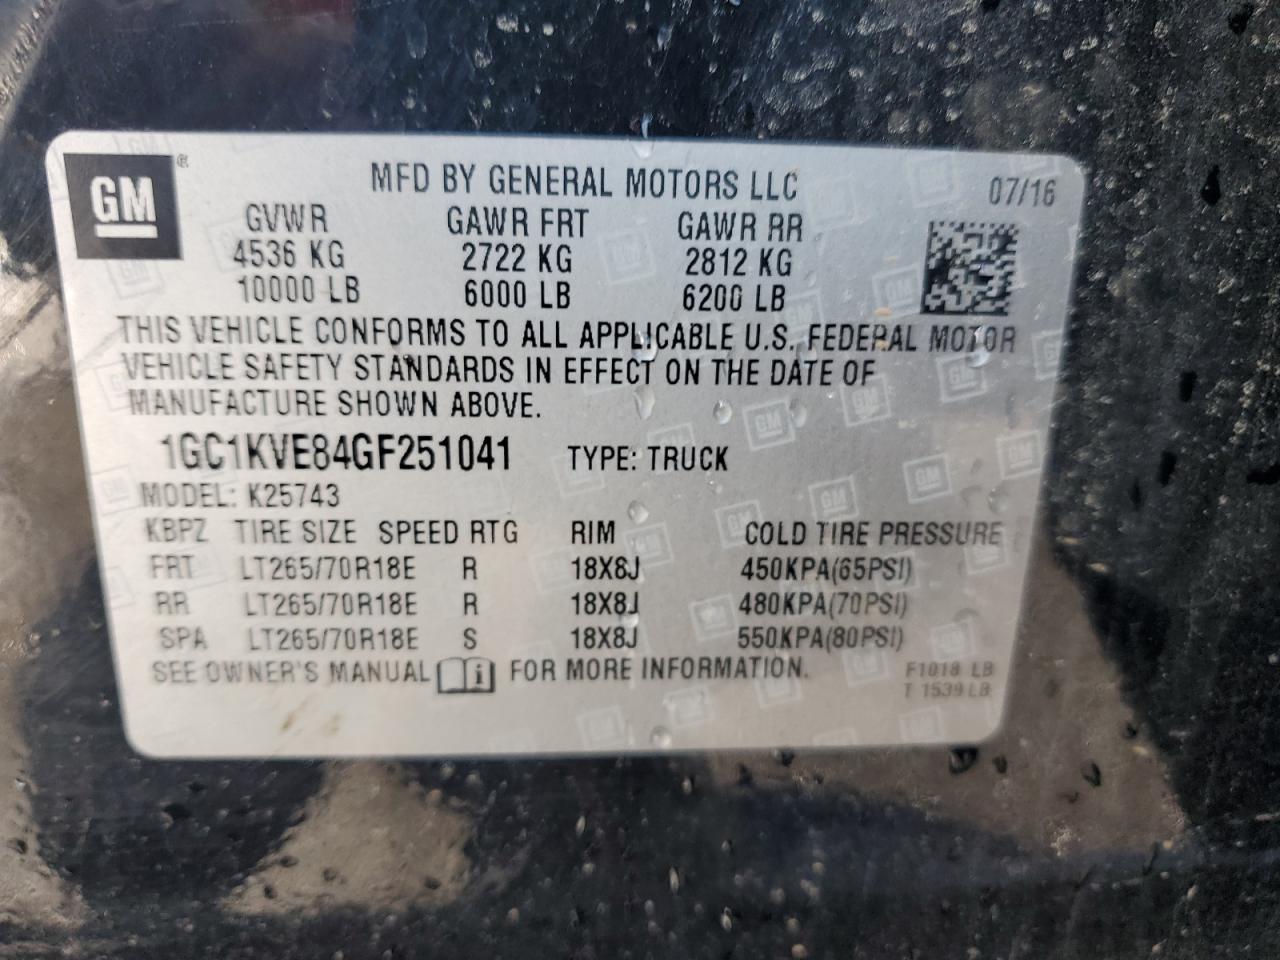 GM ®
MFD BY GENERAL MOTORS LLC 07/16
GVWR GAWR FRT GAWR RR
4536 KG 2722 KG 2812 KG
10000 LB 6000 LB 6200 LB
THIS VEHICLE CONFORMS TO ALL APPLICABLE U.S. FEDERAL MOTOR
VEHICLE SAFETY STANDARDS IN EFFECT ON THE DATE OF
MANUFACTURE SHOWN ABOVE.
1GC1KVE84GF251041 TYPE: TRUCK
MODEL: K25743
KBPZ TIRE SIZE SPEED RTG RIM COLD TIRE PRESSURE
FRT LT265/70R18E R 18X8J 450KPA(65PSI)
RR LT265/70R18E R 18X8J 480KPA(70PSI)
SPA LT265/70R18E S 18X8J 550KPA(80PSI)
SEE OWNER'S MANUAL i FOR MORE INFORMATION.
F1018 LB
T 1539LB